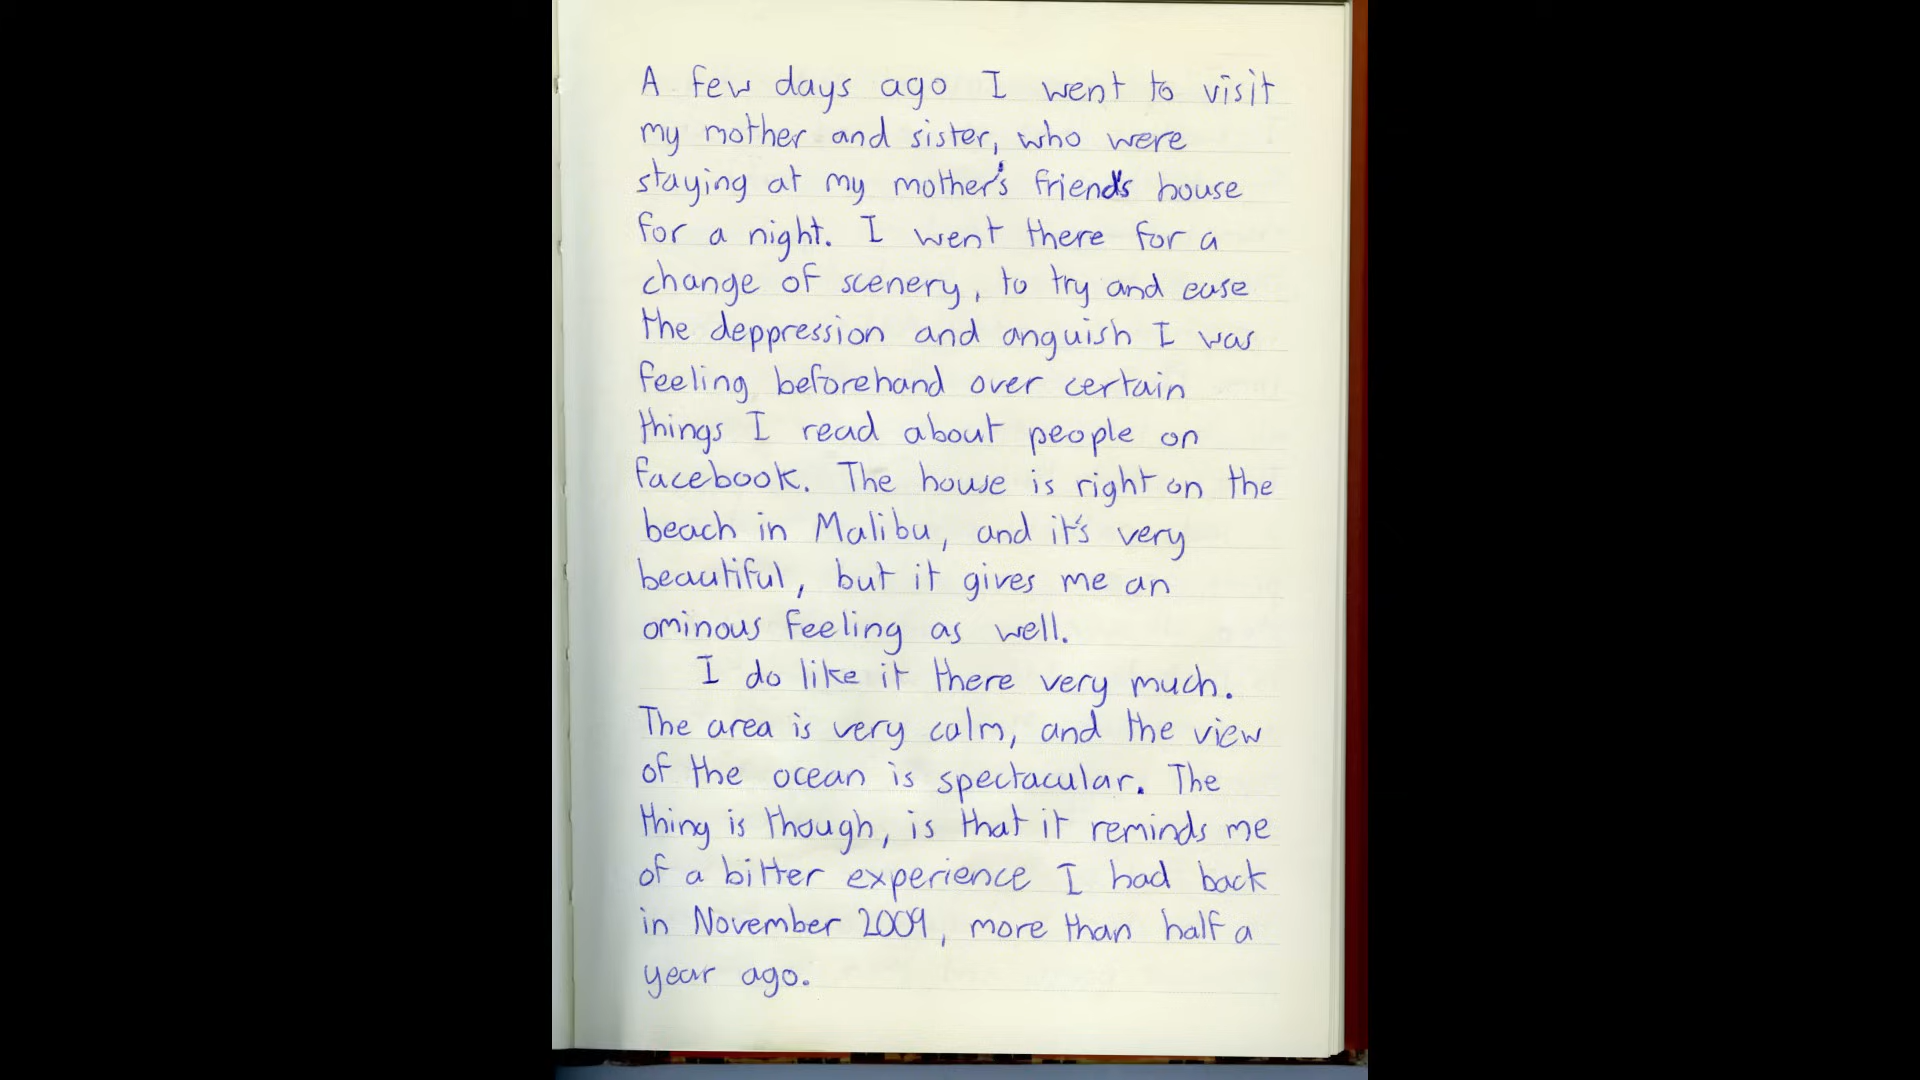 A few days ago I went to visit
my mother and sister, who were
staying at my mother's friend's house
for a night. I went there for a
change of scenery, to try and ease
the deppression and anguish I was
feeling beforehand over certain
things I read about people on
facebook. The house is right on the
beach in Malibu, and it's very
beautiful, but it gives me an
ominous feeling as well.
I do like it there very much.
The area is very calm, and the view
of the ocean is spectacular. The
thing is though, is that it reminds me
of a bitter experience I had back
in November 2009, more than half a
year ago.